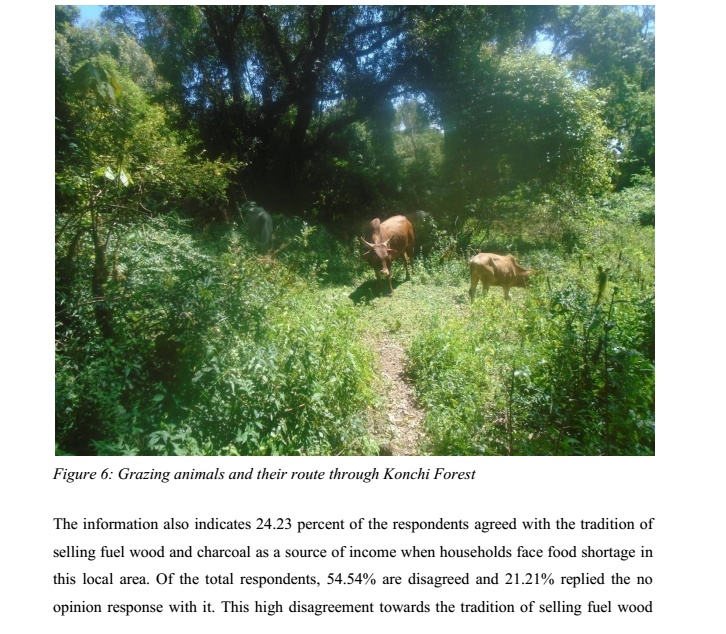 Figure 6: Grazing animals and their route through Konchi Forest
The information also indicates 24.23 percent of the respondents agreed with the tradition of
selling fuel wood and charcoal as a source of income when households face food shortage in
this local area. Of the total respondents, 54.54% are disagreed and 21.21% replied the no
opinion response with it. This high disagreement towards the tradition of selling fuel wood